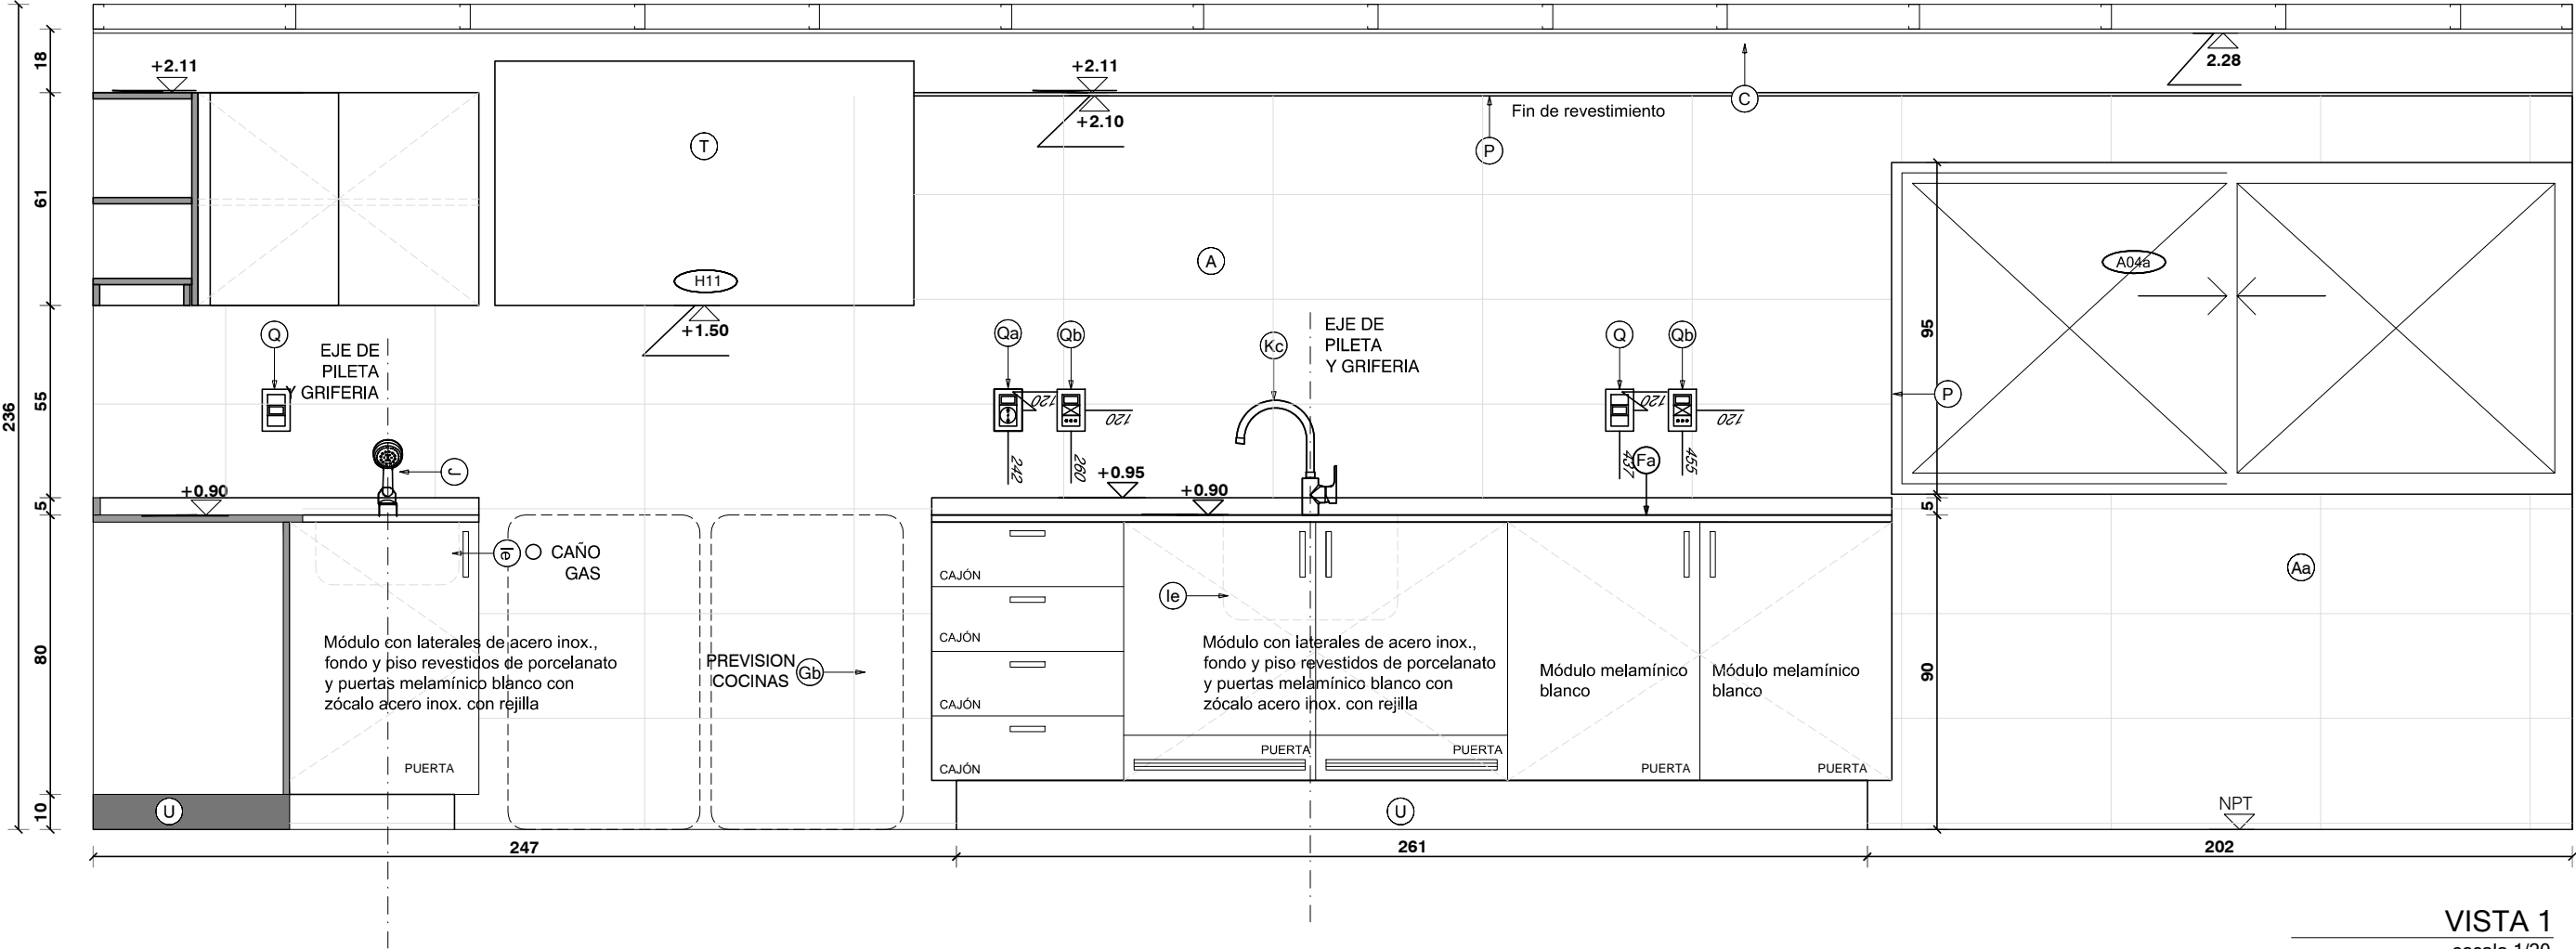 18
+2.11
+2.11
+2.10
2.28
C
Fin de revestimiento
P
T
61
A
H11
A04a
+1.50
236
55
95
Q
EJE DE
PILETA
Y GRIFERIA
Qa
Qb
Kc
EJE DE
PILETA
Y GRIFERIA
Q
Qb
P
120
120
120
120
J
242
260
437
455
Fa
+0.90
+0.95
+0.90
5
5
Ie
CAÑO
GAS
CAJÓN
Ie
Aa
CAJÓN
80
Módulo con laterales de acero inox.,
fondo y piso revestidos de porcelanato
y puertas melamínico blanco con
zócalo acero inox. con rejilla
PREVISION
COCINAS
Gb
CAJÓN
Módulo con laterales de acero inox.,
fondo y piso revestidos de porcelanato
y puertas melamínico blanco con
zócalo acero inox. con rejilla
Módulo melamínico
blanco
Módulo melamínico
blanco
90
PUERTA
CAJÓN
PUERTA
PUERTA
PUERTA
PUERTA
10
U
U
NPT
247
261
202
VISTA 1